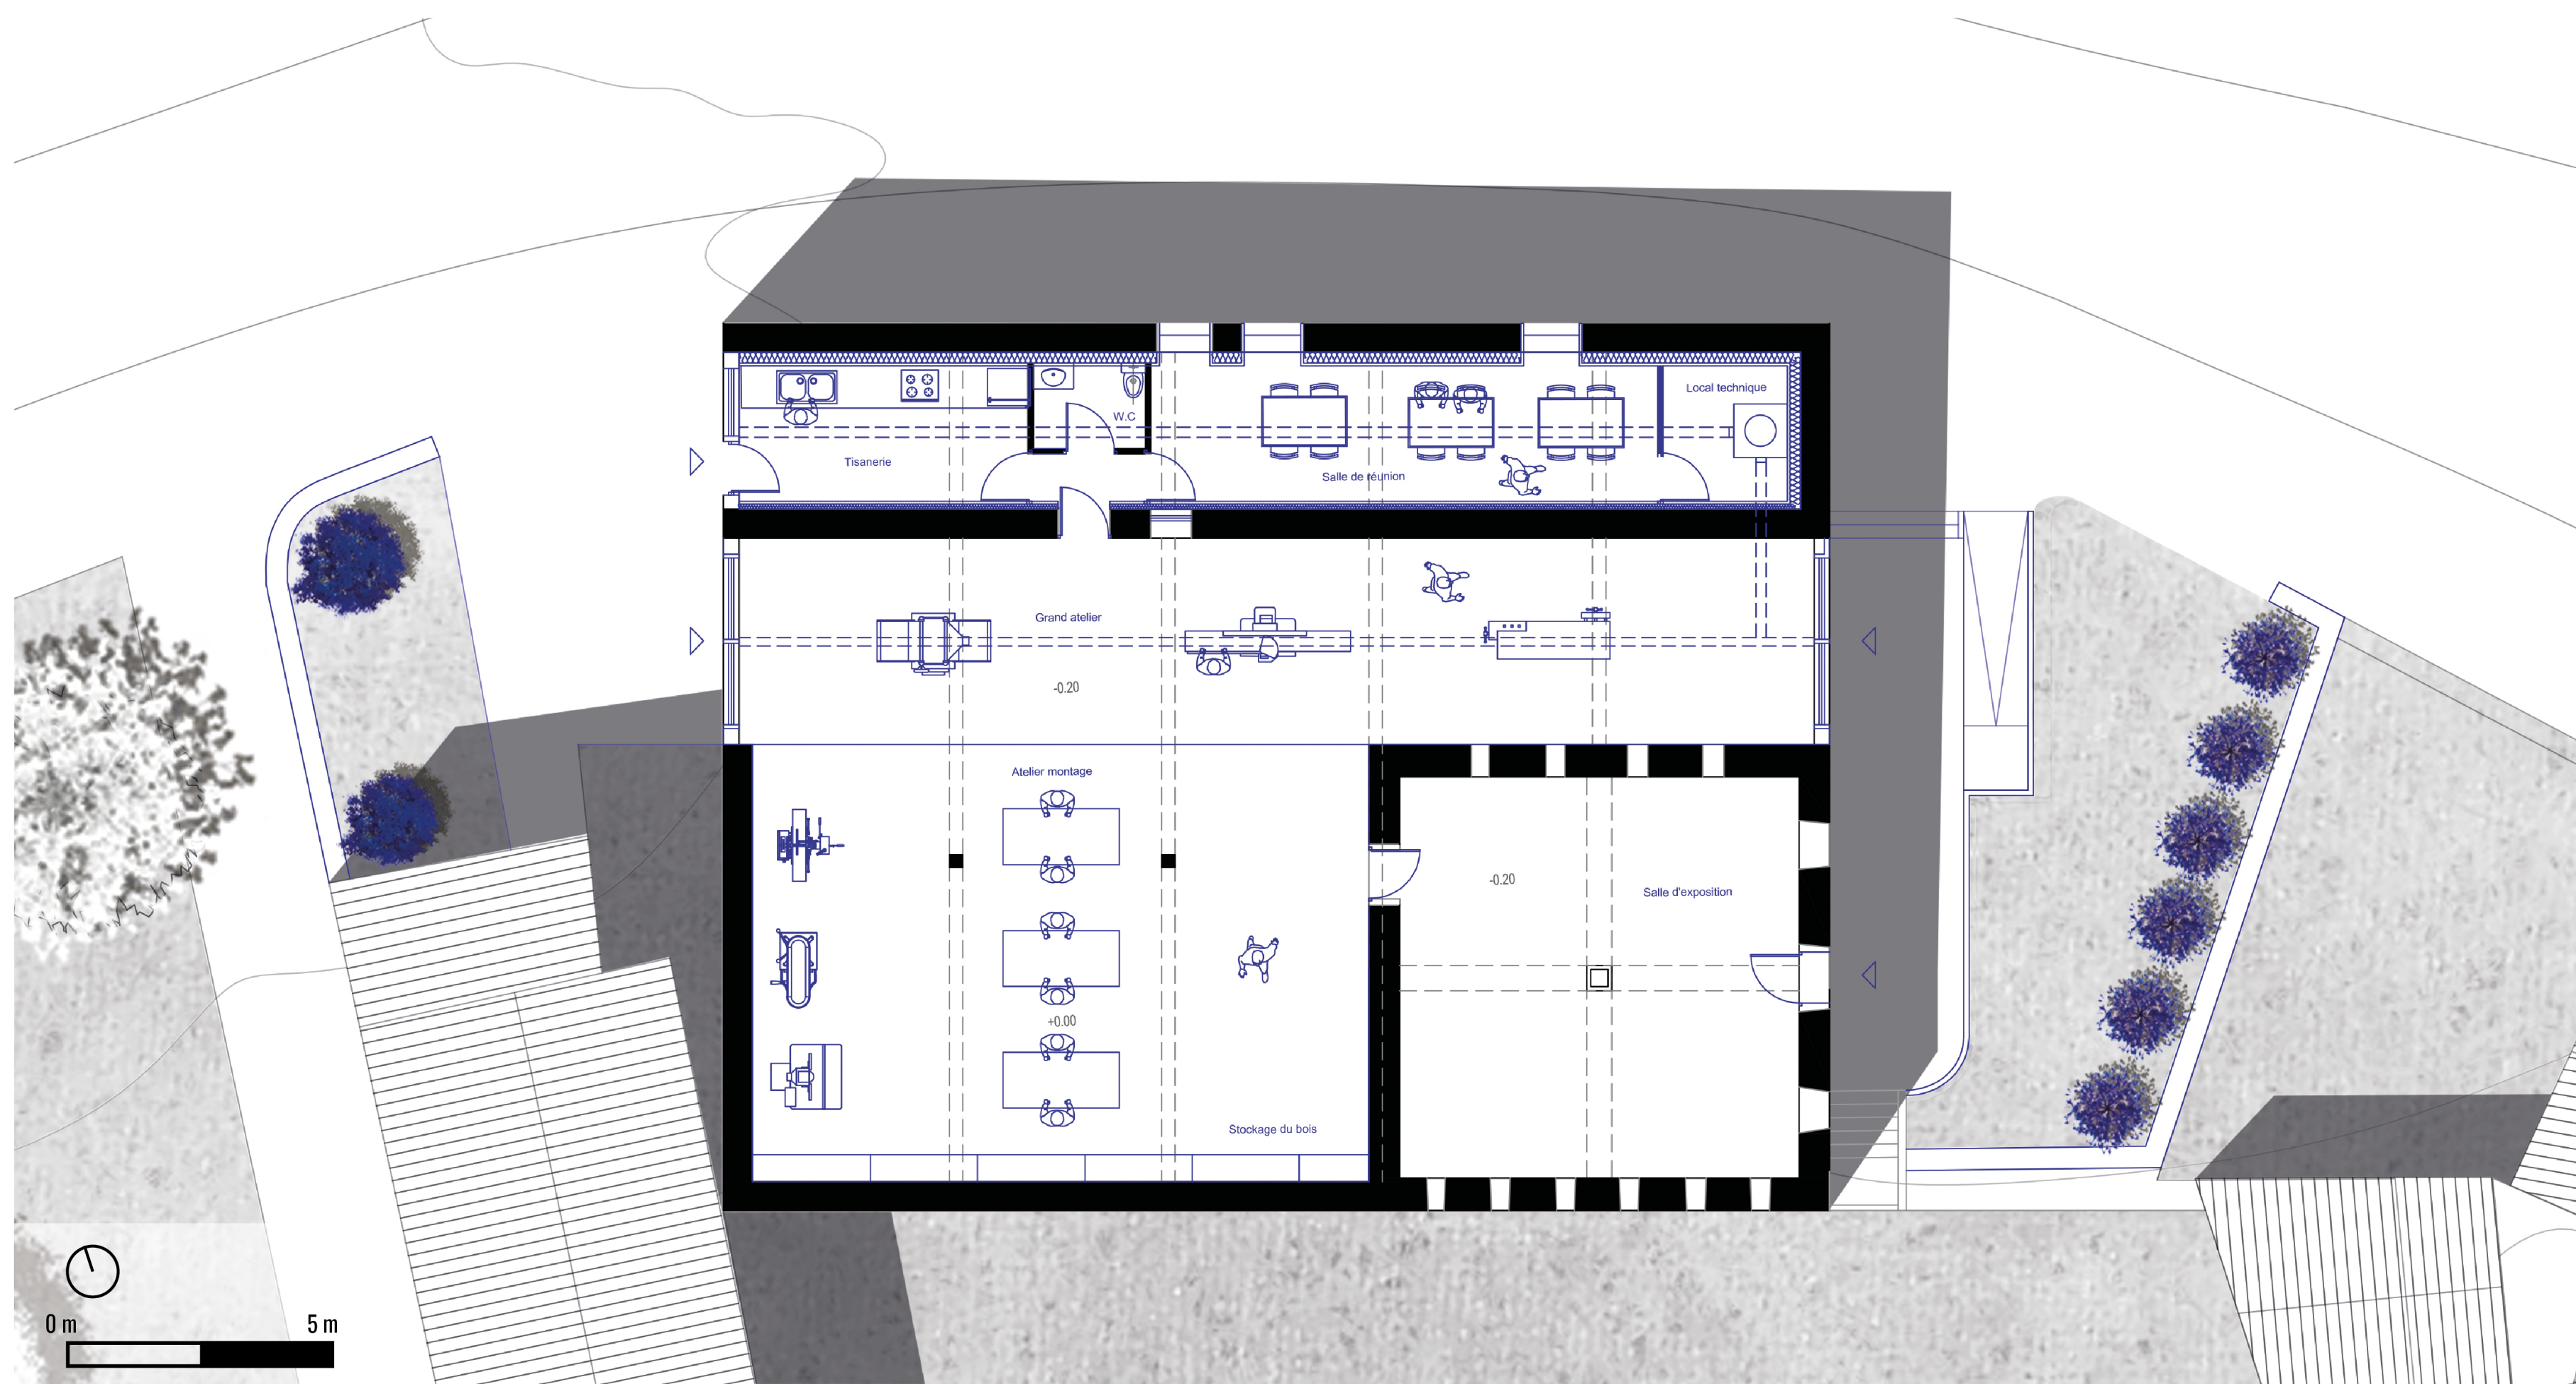 Local technique
W.C
Tisanerie
Salle de réunion
Grand atelier
-0.20
Atelier montage
-0.20
Salle d'exposition
+0.00
Stockage du bois
0 m
5 m